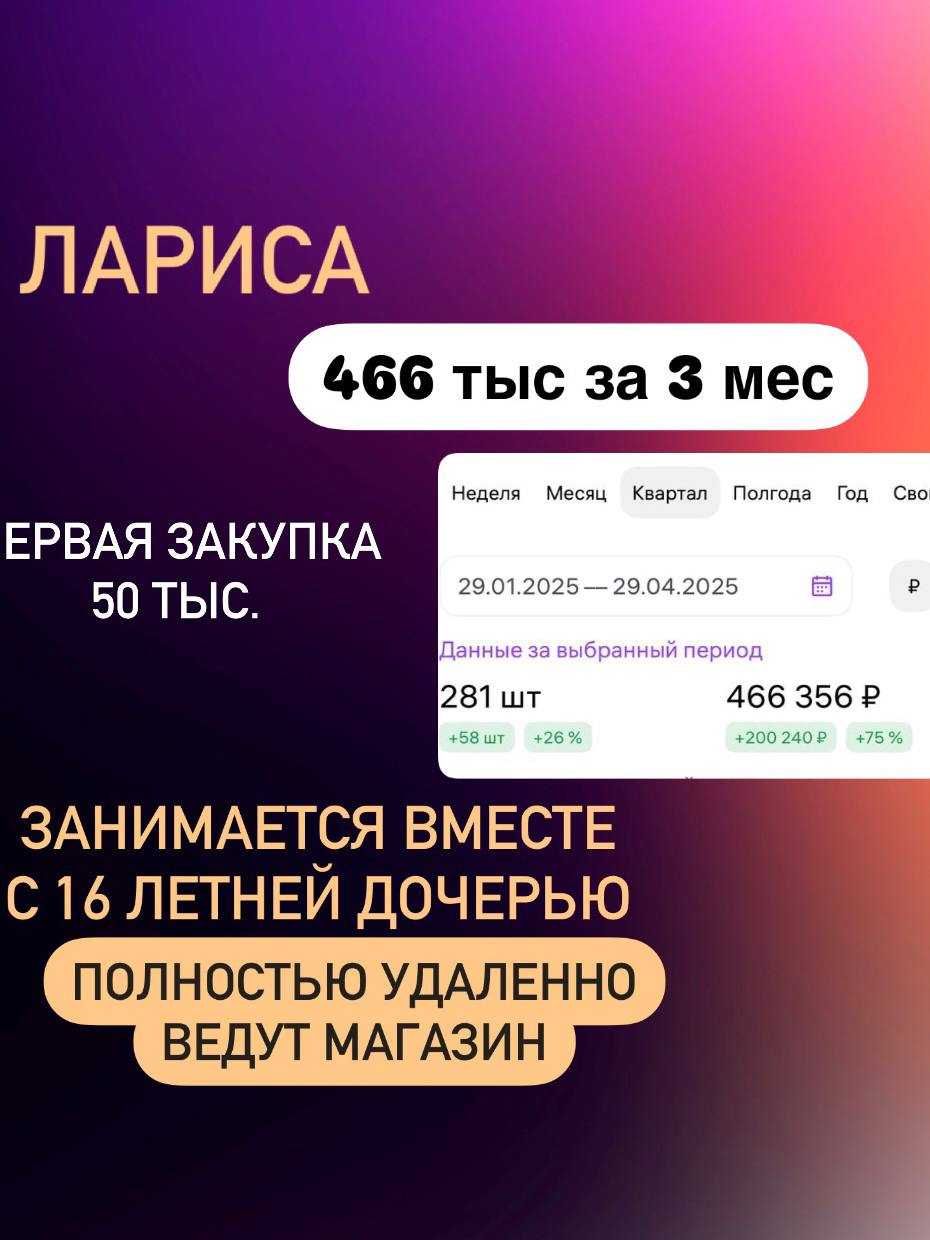 ЛАРИСА
466 тыс за 3 мес
Неделя Месяц Квартал Полгода Год Сво
ЕРВАЯ ЗАКУПКА
50 ТЫС.
29.01.2025 — 29.04.2025 ₽
Данные за выбранный период
281 шт 466 356 ₽
+58 шт +26 % +200 240 ₽ +75 %
ЗАНИМАЕТСЯ ВМЕСТЕ
С 16 ЛЕТНЕЙ ДОЧЕРЬЮ
ПОЛНОСТЬЮ УДАЛЕННО
ВЕДУТ МАГАЗИН